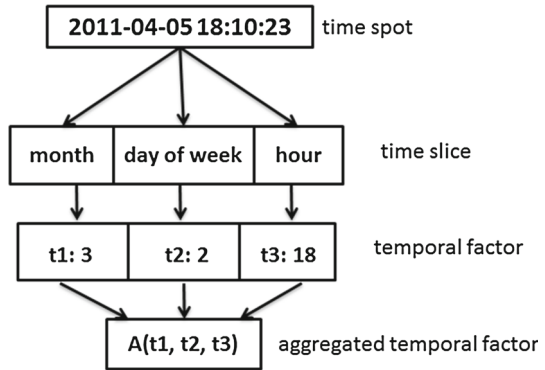 2011-04-05 18:10:23 time spot
month day of week hour time slice
t1: 3 t2: 2 t3: 18 temporal factor
A(t1, t2, t3) aggregated temporal factor